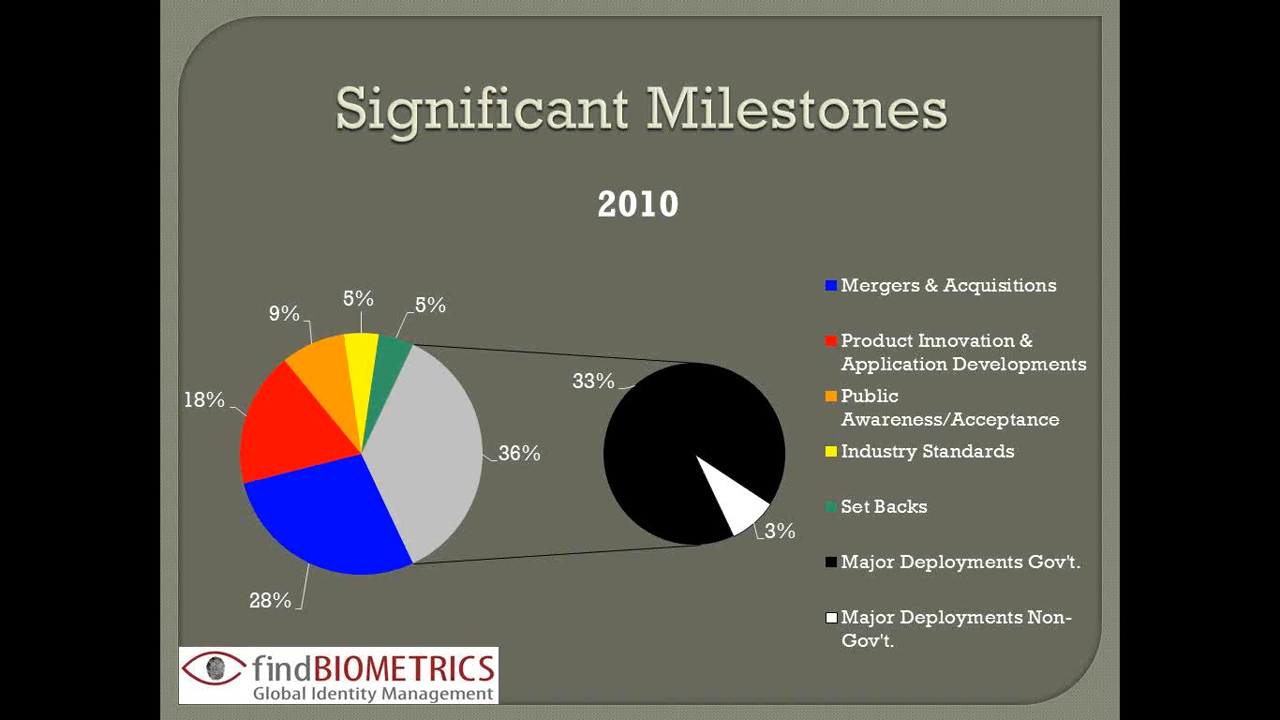 Significant Milestones
2010
5%
5%
9%
18%
36%
28%
33%
3%
Mergers & Acquisitions
Product Innovation &
Application Developments
Public
Awareness/Acceptance
Industry Standards
Set Backs
Major Deployments Gov't.
Major Deployments Non-
Gov't.
findBIOMETRICS
Global Identity Management